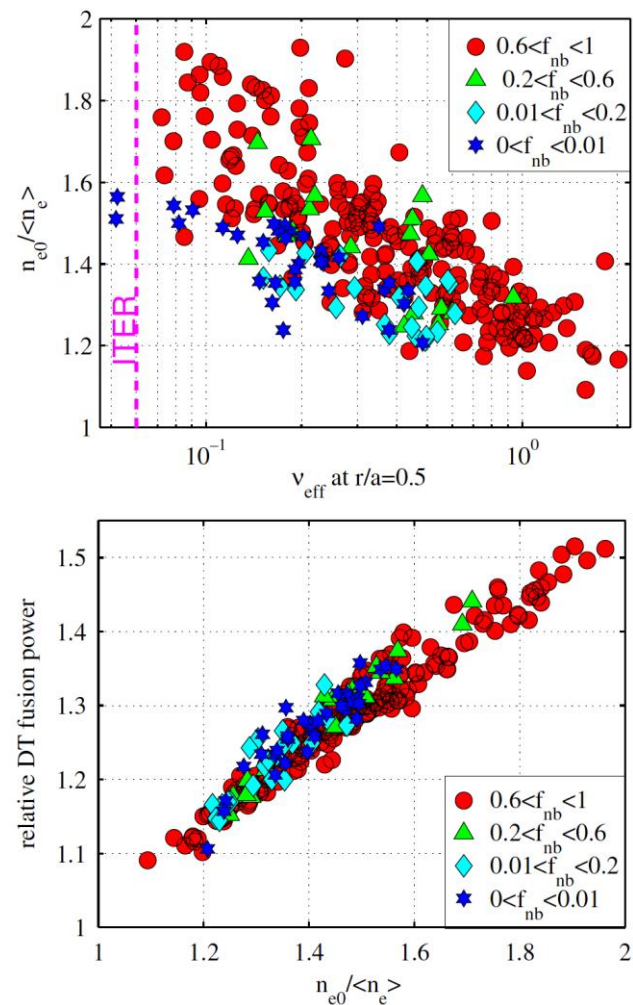 2
1.8
1.6
1.4
1.2
1
n_e0/<n_e>
ITER
0.6<f_nb<1
0.2<f_nb<0.6
0.01<f_nb<0.2
0<f_nb<0.01
10^−1
10^0
ν_eff at r/a=0.5
1.5
1.4
1.3
1.2
1.1
1
relative DT fusion power
0.6<f_nb<1
0.2<f_nb<0.6
0.01<f_nb<0.2
0<f_nb<0.01
1 1.2 1.4 1.6 1.8 2
n_e0/<n_e>